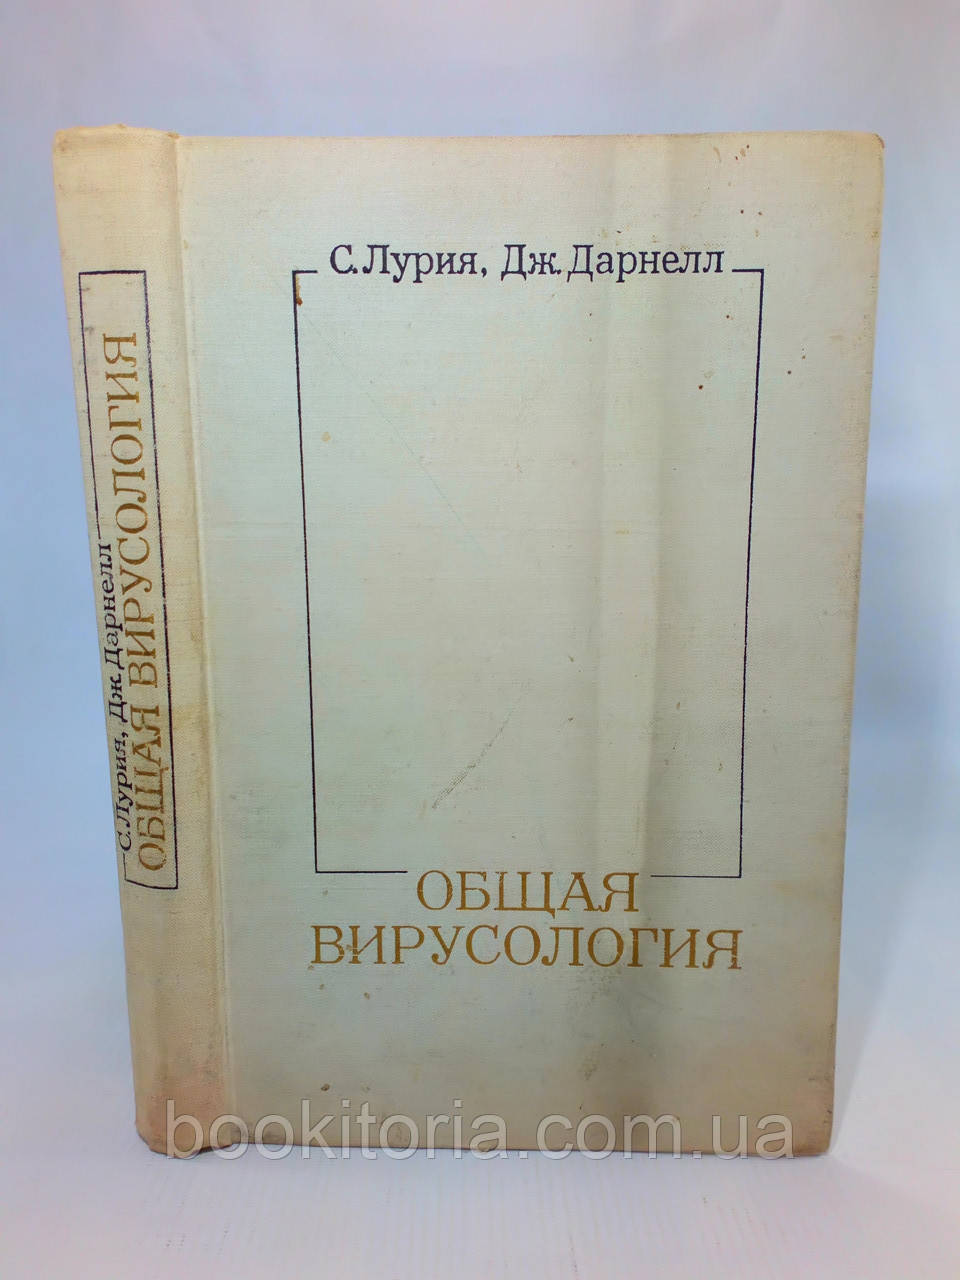 С. Лурия, Дж. Дарнелл
ОБЩАЯ
ВИРУСОЛОГИЯ
С. Лурия, Дж. Дарнелл
ОБЩАЯ ВИРУСОЛОГИЯ
bookitoria.com.ua